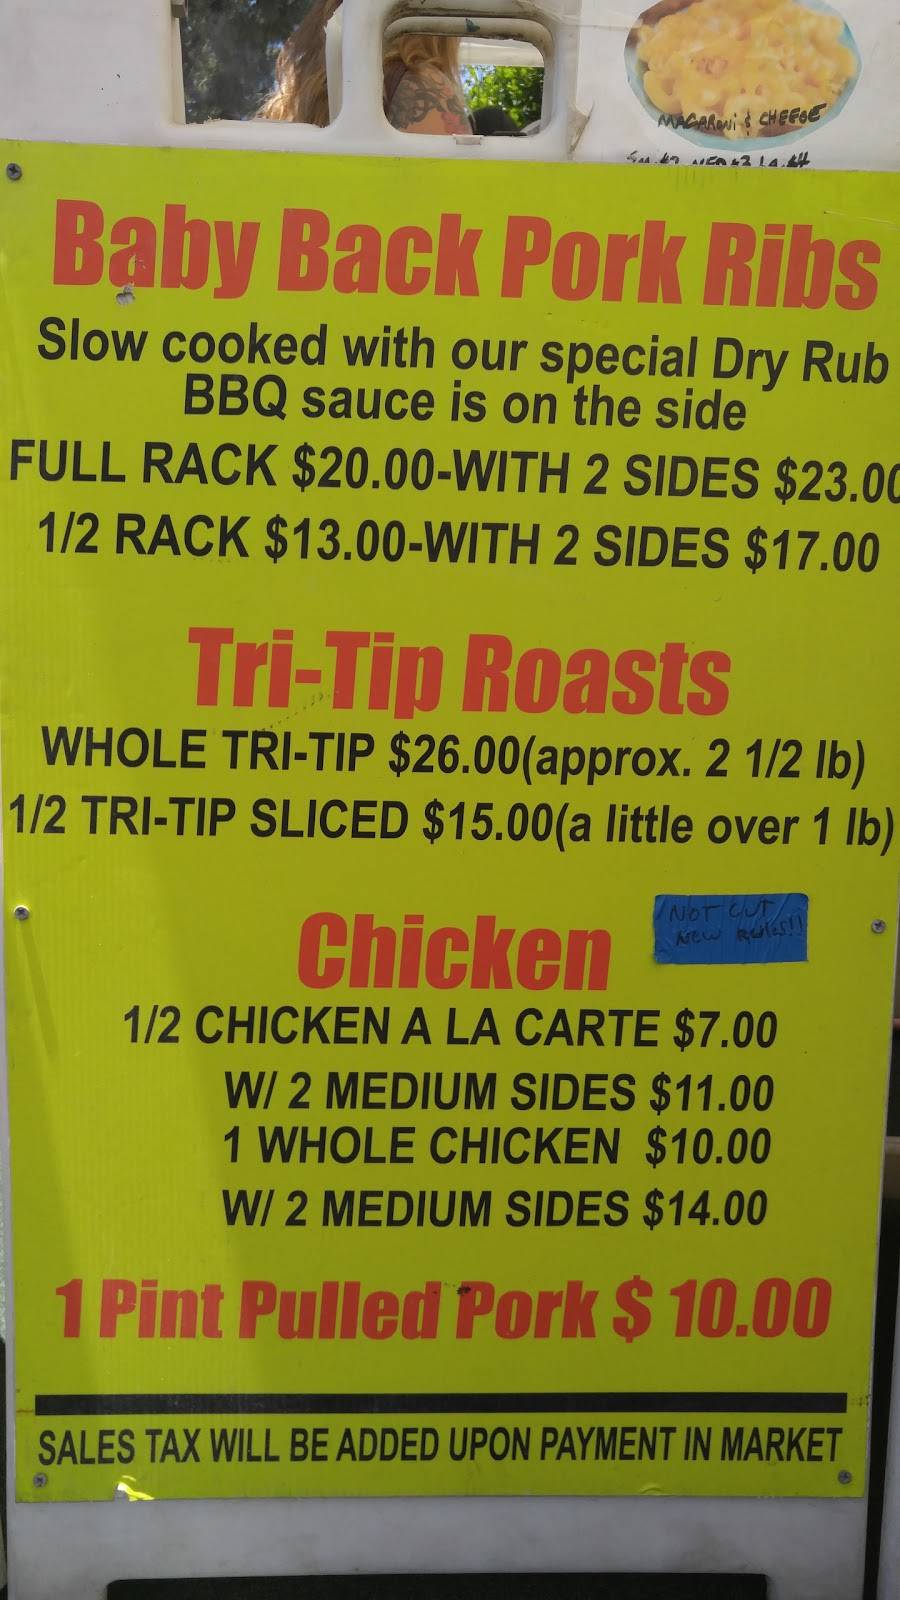 MACARONI & CHEESE
Baby Back Pork Ribs
Slow cooked with our special Dry Rub
BBQ sauce is on the side
FULL RACK $20.00-WITH 2 SIDES $23.00
1/2 RACK $13.00-WITH 2 SIDES $17.00
Tri-Tip Roasts
WHOLE TRI-TIP $26.00(approx. 2 1/2 lb)
1/2 TRI-TIP SLICED $15.00(a little over 1 lb)
NOT CUT
NEW Rules!!
Chicken
1/2 CHICKEN A LA CARTE $7.00
W/ 2 MEDIUM SIDES $11.00
1 WHOLE CHICKEN $10.00
W/ 2 MEDIUM SIDES $14.00
1 Pint Pulled Pork $ 10.00
SALES TAX WILL BE ADDED UPON PAYMENT IN MARKET